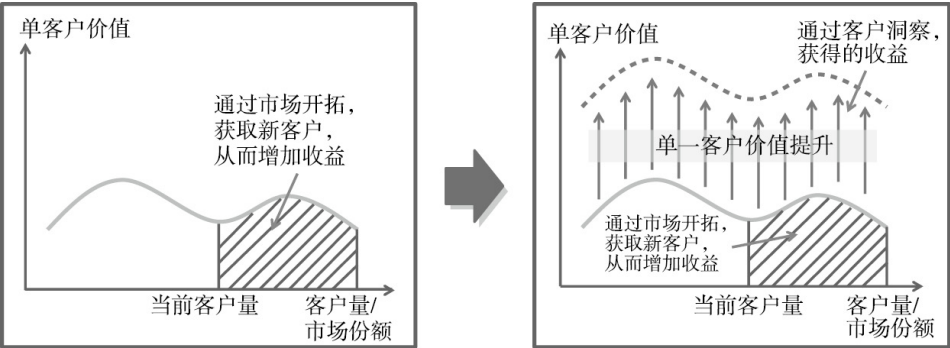 单客户价值
通过市场开拓，
获取新客户，
从而增加收益
当前客户量
客户量/
市场份额
单客户价值
通过客户洞察，
获得的收益
单一客户价值提升
通过市场开拓，
获取新客户，
从而增加收益
当前客户量
客户量/
市场份额